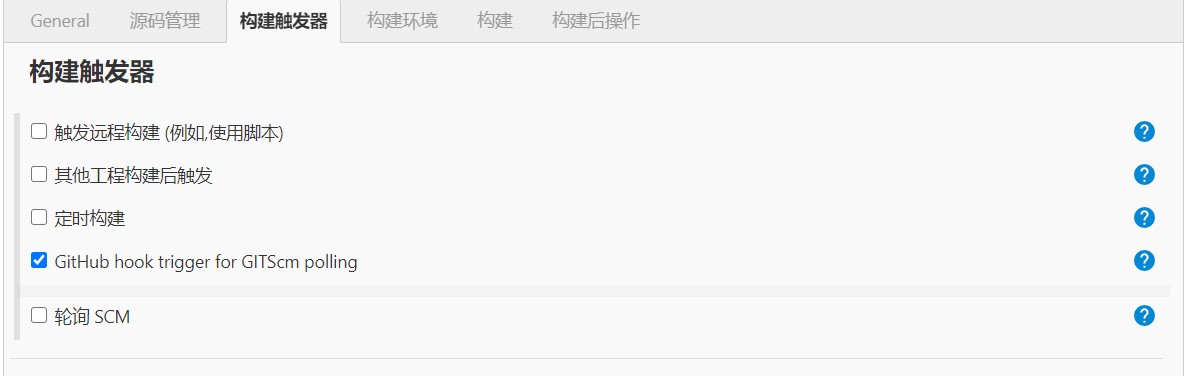 General 源码管理 构建触发器 构建环境 构建 构建后操作
构建触发器
触发远程构建 (例如,使用脚本)
其他工程构建后触发
定时构建
GitHub hook trigger for GITScm polling
轮询 SCM